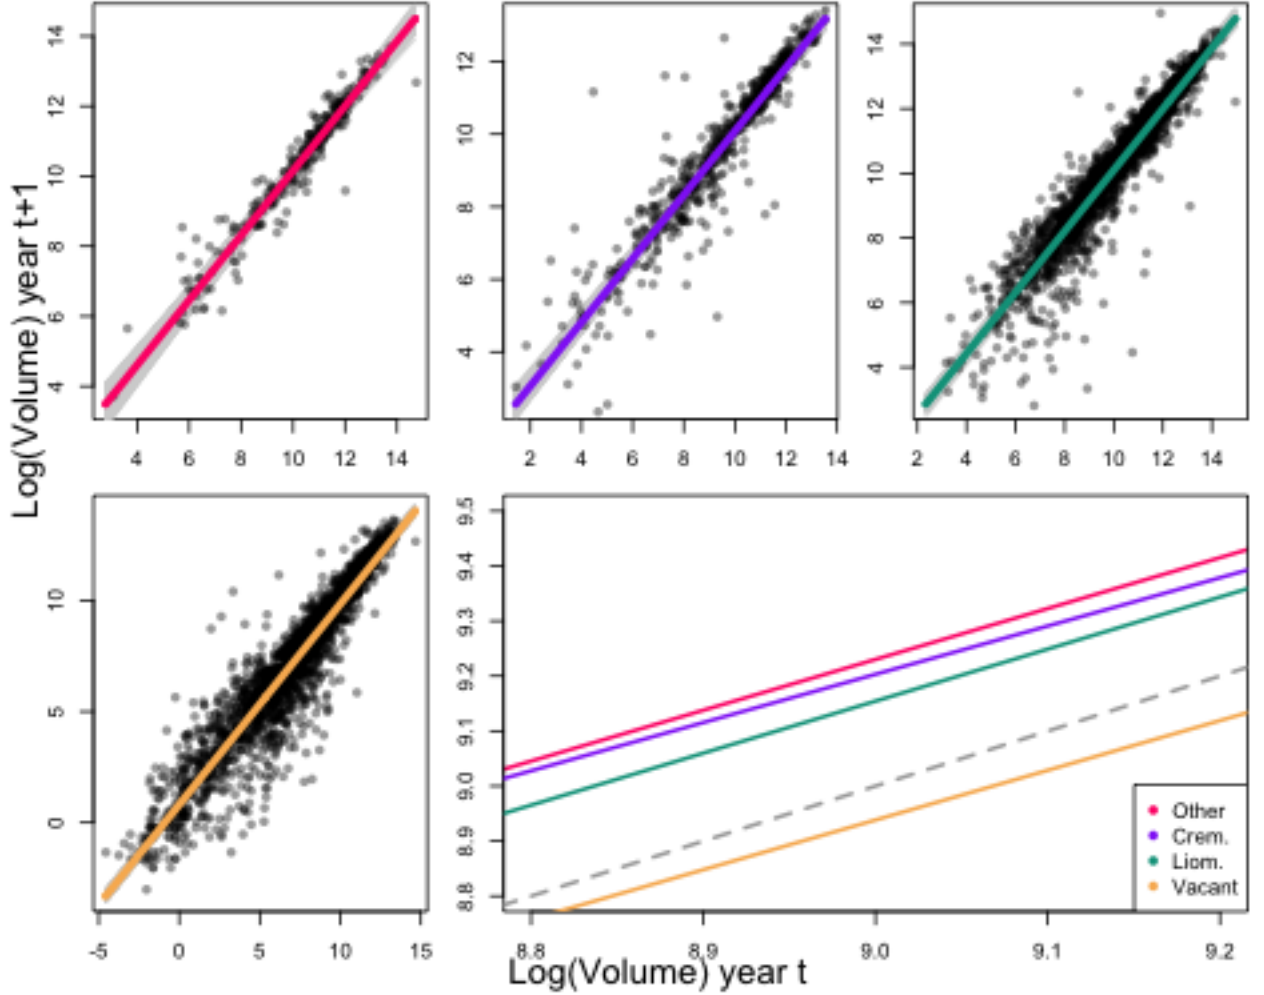 Log(Volume) year t+1
4 6 8 10 12 14
4 6 8 10 12 14
4 6 8 10 12
2 4 6 8 10 12 14
4 6 8 10 12 14
2 4 6 8 10 12 14
0 5 10
-5 0 5 10 15
8.8 8.9 9.0 9.1 9.2 9.3 9.4 9.5
8.8 8.9 9.0 9.1 9.2
Other
Crem.
Liom.
Vacant
Log(Volume) year t